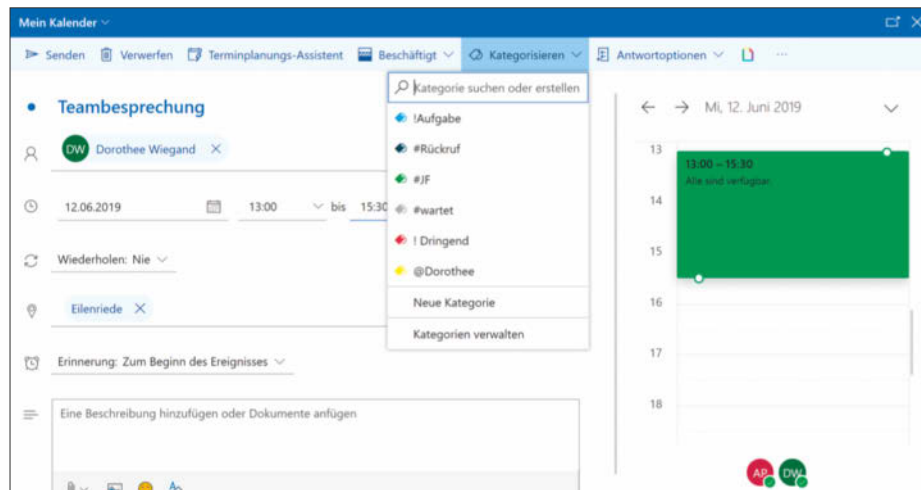 Mein Kalender
Senden Verwerfen Terminplanungs-Assistent Beschäftigt Kategorisieren Antwortoptionen ...
Teambesprechung
DW Dorothee Wiegand
12.06.2019 13:00 bis 15:30
Wiederholen: Nie
Eilenriede
Erinnerung: Zum Beginn des Ereignisses
Eine Beschreibung hinzufügen oder Dokumente anfügen
Kategorie suchen oder erstellen
!Aufgabe
#Rückruf
#JF
#wartet
! Dringend
@Dorothee
Neue Kategorie
Kategorien verwalten
Mi, 12. Juni 2019
13
13:00 – 15:30
Alle sind verfügbar.
14
15
16
17
18
AP DW